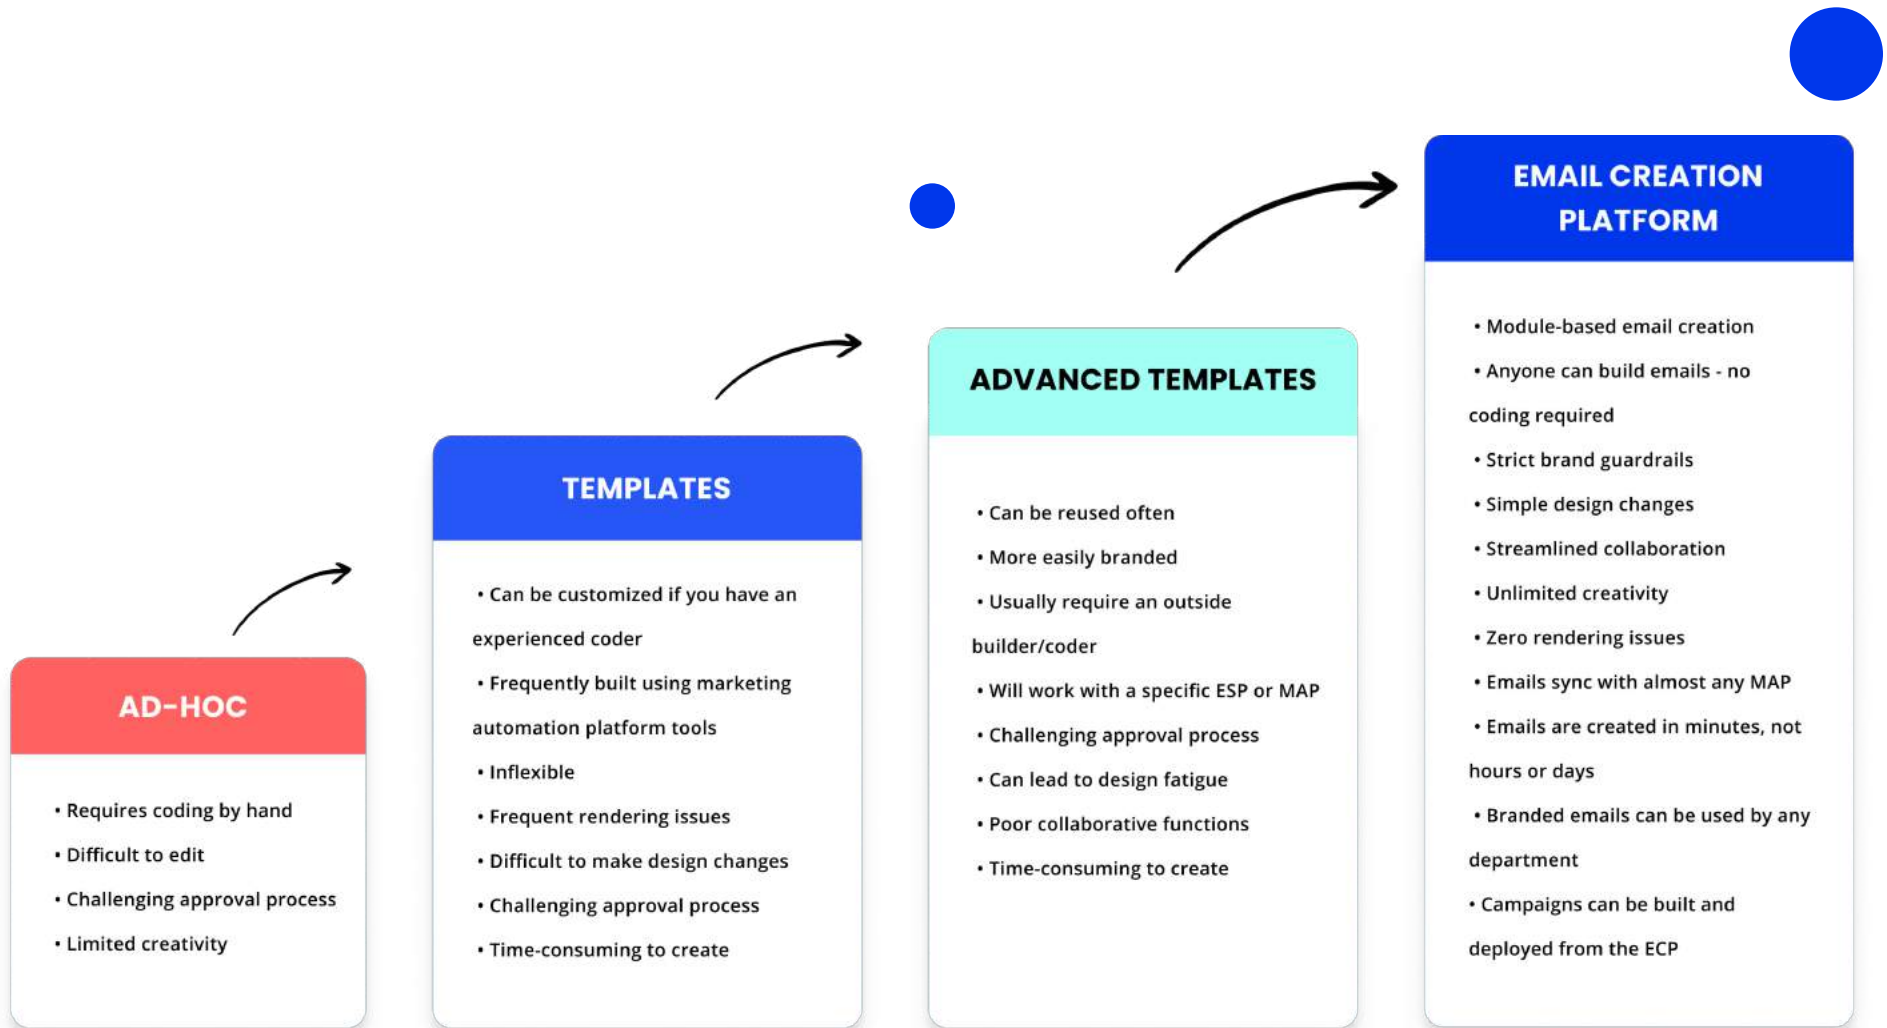 AD-HOC
• Requires coding by hand
• Difficult to edit
• Challenging approval process
• Limited creativity
TEMPLATES
• Can be customized if you have an
experienced coder
• Frequently built using marketing
automation platform tools
• Inflexible
• Frequent rendering issues
• Difficult to make design changes
• Challenging approval process
• Time-consuming to create
ADVANCED TEMPLATES
• Can be reused often
• More easily branded
• Usually require an outside
builder/coder
• Will work with a specific ESP or MAP
• Challenging approval process
• Can lead to design fatigue
• Poor collaborative functions
• Time-consuming to create
EMAIL CREATION
PLATFORM
• Module-based email creation
• Anyone can build emails - no
coding required
• Strict brand guardrails
• Simple design changes
• Streamlined collaboration
• Unlimited creativity
• Zero rendering issues
• Emails sync with almost any MAP
• Emails are created in minutes, not
hours or days
• Branded emails can be used by any
department
• Campaigns can be built and
deployed from the ECP